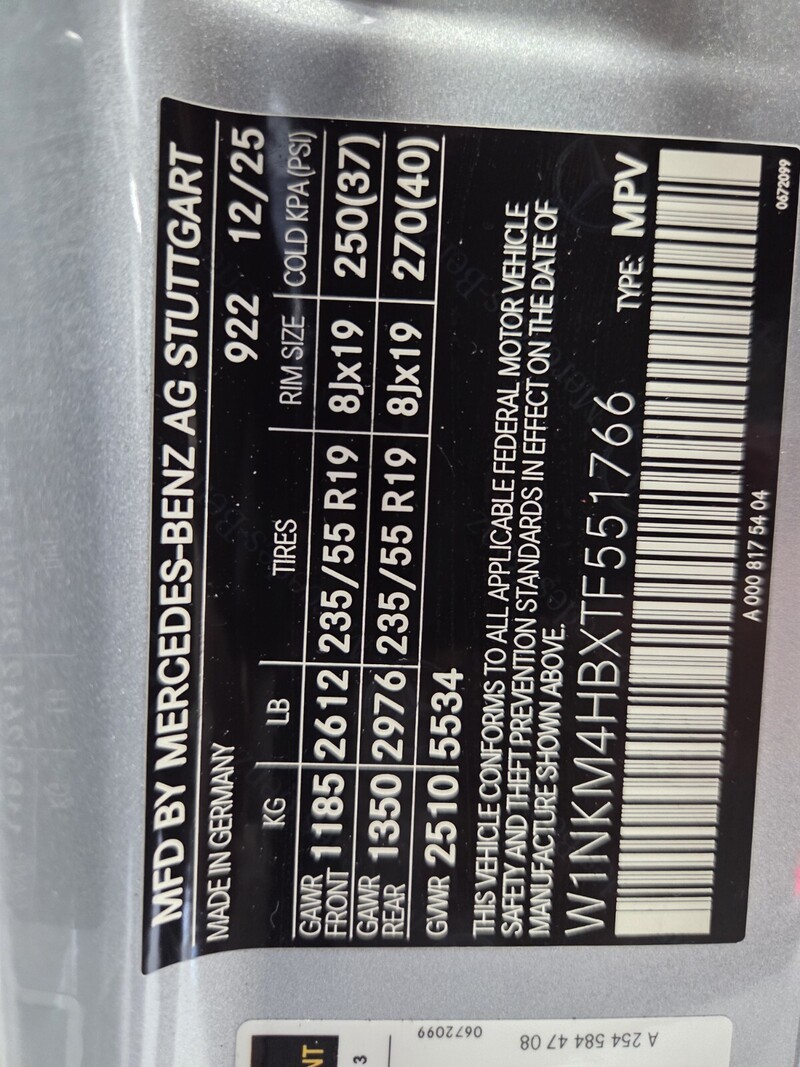 MFD BY MERCEDES-BENZ AG STUTTGART
MADE IN GERMANY 922 12/25
KG LB TIRES RIM SIZE COLD KPA(PSI)
GAWR FRONT 1185 2612 235/55 R19 8Jx19 250(37)
GAWR REAR 1350 2976 235/55 R19 8Jx19 270(40)
GWR 2510 5534
THIS VEHICLE CONFORMS TO ALL APPLICABLE FEDERAL MOTOR VEHICLE
SAFETY AND THEFT PREVENTION STANDARDS IN EFFECT ON THE DATE OF
MANUFACTURE SHOWN ABOVE.
W1NKM4HBXTF551766 TYPE: MPV
A 000 817 54 04
0672099
A 254 584 47 08
0672099
NT
3